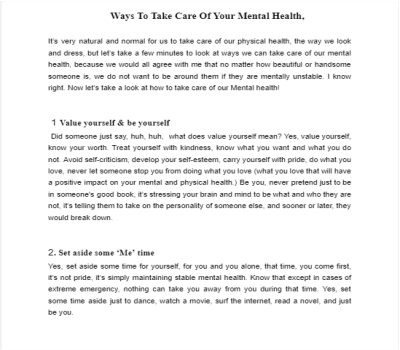 Ways To Take Care Of Your Mental Health,
It's very natural and normal for us to take care of our physical health, the way we look
and dress, but let's take a few minutes to look at ways we can take care of our mental
health, because we would all agree with me that no matter how beautiful or handsome
someone is, we do not want to be around them if they are mentally unstable. I know
right. Now let's take a look at how to take care of our Mental health!
1 Value yourself & be yourself
Did someone just say, huh, huh, what does value yourself mean? Yes, value yourself,
know your worth. Treat yourself with kindness, know what you want and what you do
not. Avoid self-criticism, develop your self-esteem, carry yourself with pride, do what you
love, never let someone stop you from doing what you love (what you love that will have
a positive impact on your mental and physical health.) Be you, never pretend just to be
in someone's good book, it's stressing your brain and mind to be what and who they are
not, it's telling them to take on the personality of someone else, and sooner or later, they
would break down.
2. Set aside some 'Me' time
Yes, set aside some time for yourself, for you and you alone, that time, you come first,
it's not pride, it's simply maintaining stable mental health. Know that except in cases of
extreme emergency, nothing can take you away from you during that time. Yes, set
some time aside just to dance, watch a movie, surf the internet, read a novel, and just
be you.